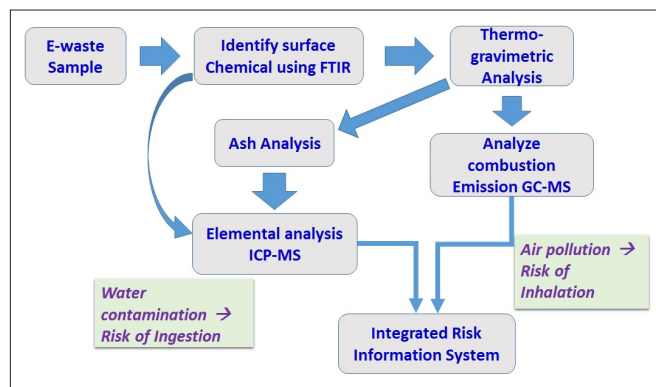 E-waste
Sample
Identify surface
Chemical using FTIR
Thermo-
gravimetric
Analysis
Ash Analysis
Analyze
combustion
Emission GC-MS
Elemental analysis
ICP-MS
Air pollution →
Risk of
Inhalation
Water
contamination →
Risk of Ingestion
Integrated Risk
Information System